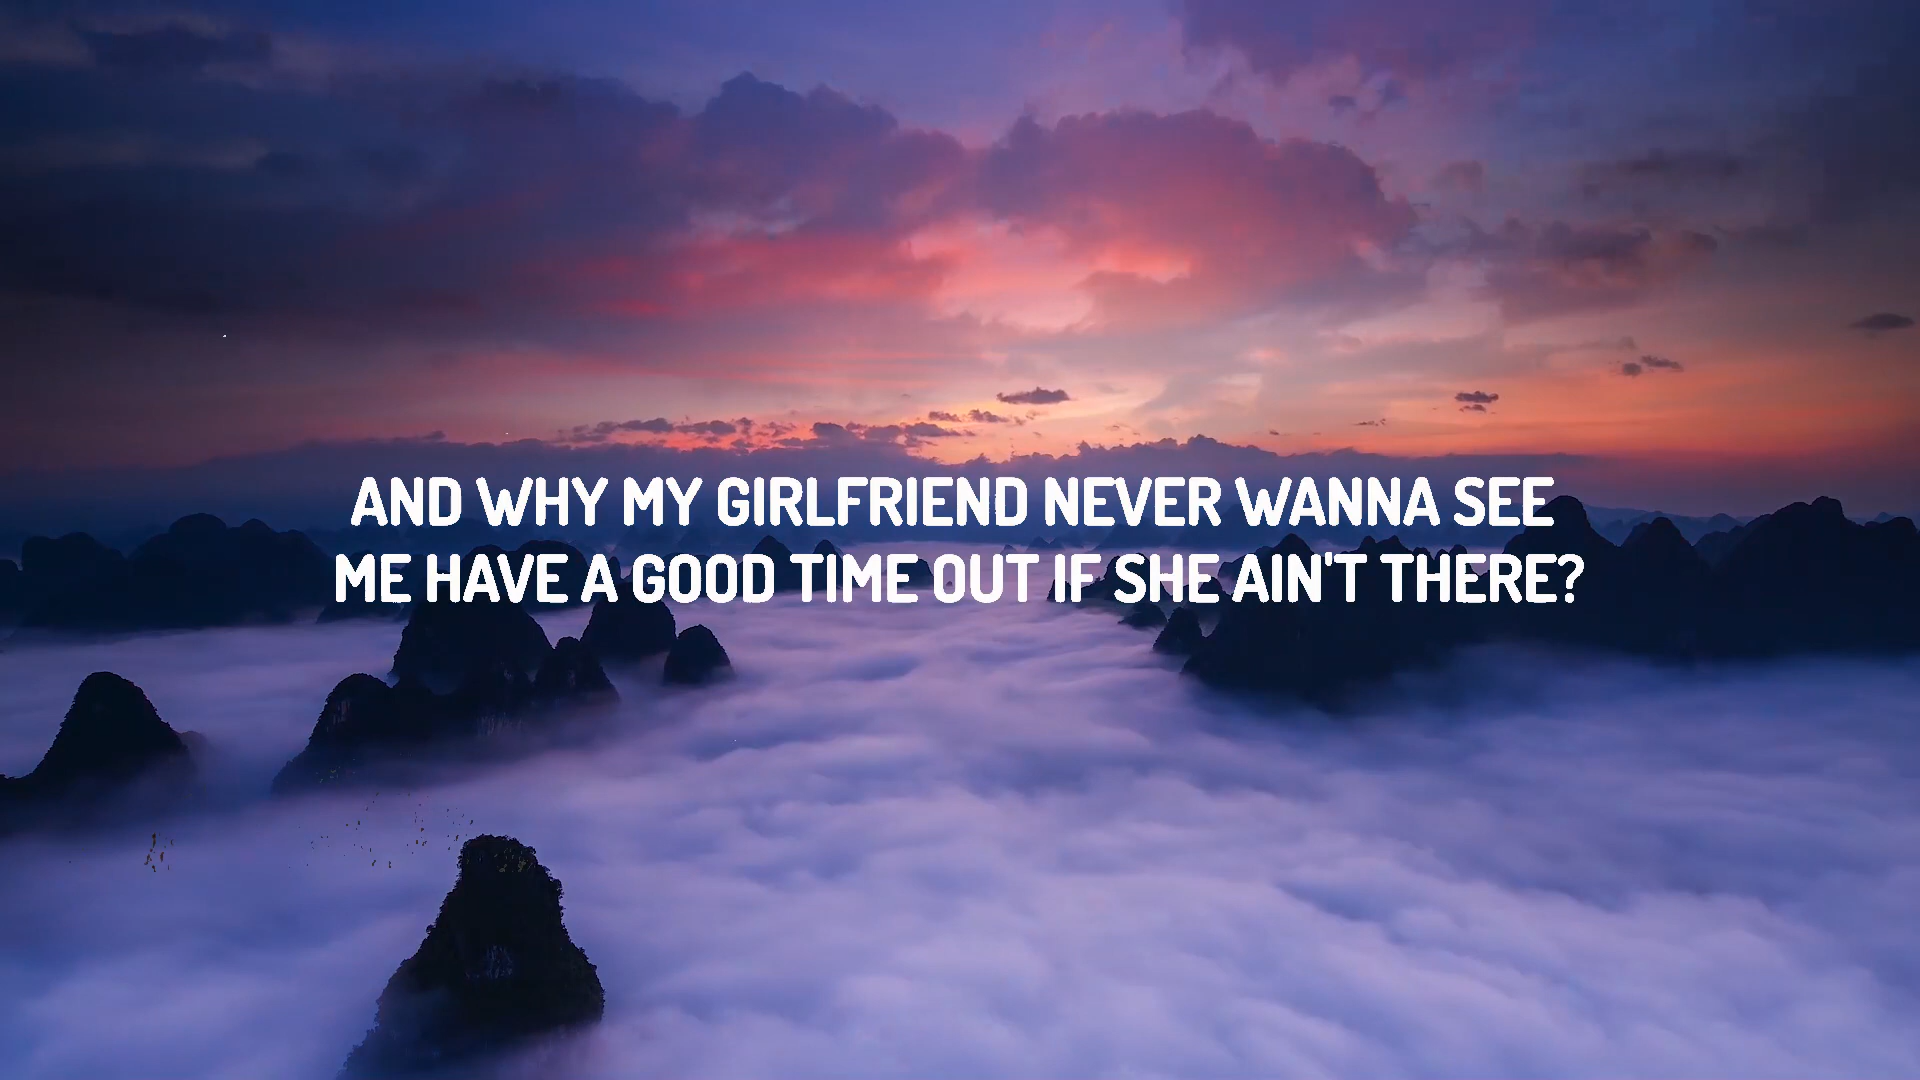 AND WHY MY GIRLFRIEND NEVER WANNA SEE
ME HAVE A GOOD TIME OUT IF SHE AIN'T THERE?